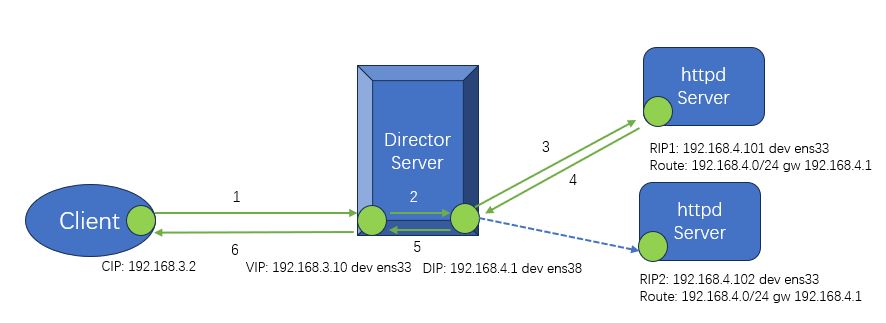 httpd
Server
Director
Server
3
RIP1: 192.168.4.101 dev ens33
Route: 192.168.4.0/24 gw 192.168.4.1
4
1
2
Client
httpd
Server
6
5
CIP: 192.168.3.2
VIP: 192.168.3.10 dev ens33
DIP: 192.168.4.1 dev ens38
RIP2: 192.168.4.102 dev ens33
Route: 192.168.4.0/24 gw 192.168.4.1